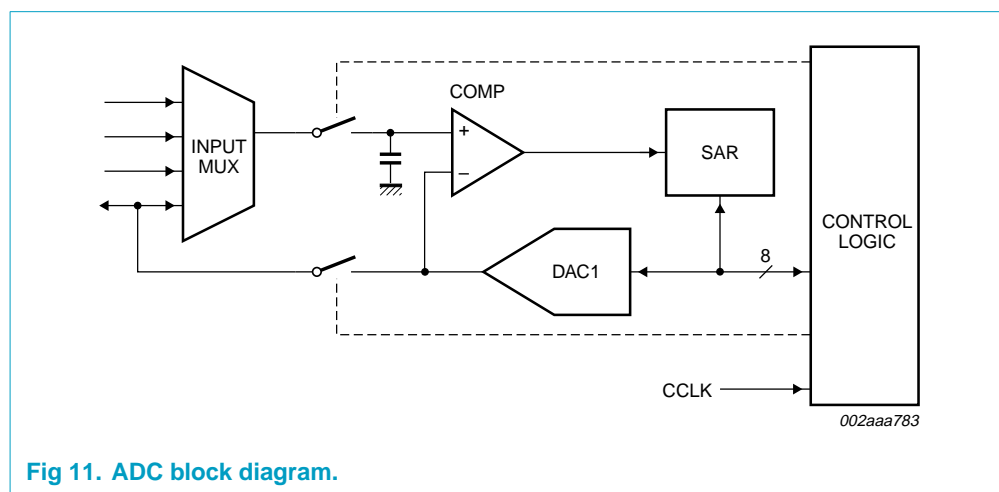 COMP
+
−
INPUT
MUX
SAR
CONTROL
LOGIC
8
DAC1
CCLK
002aaa783
Fig 11. ADC block diagram.